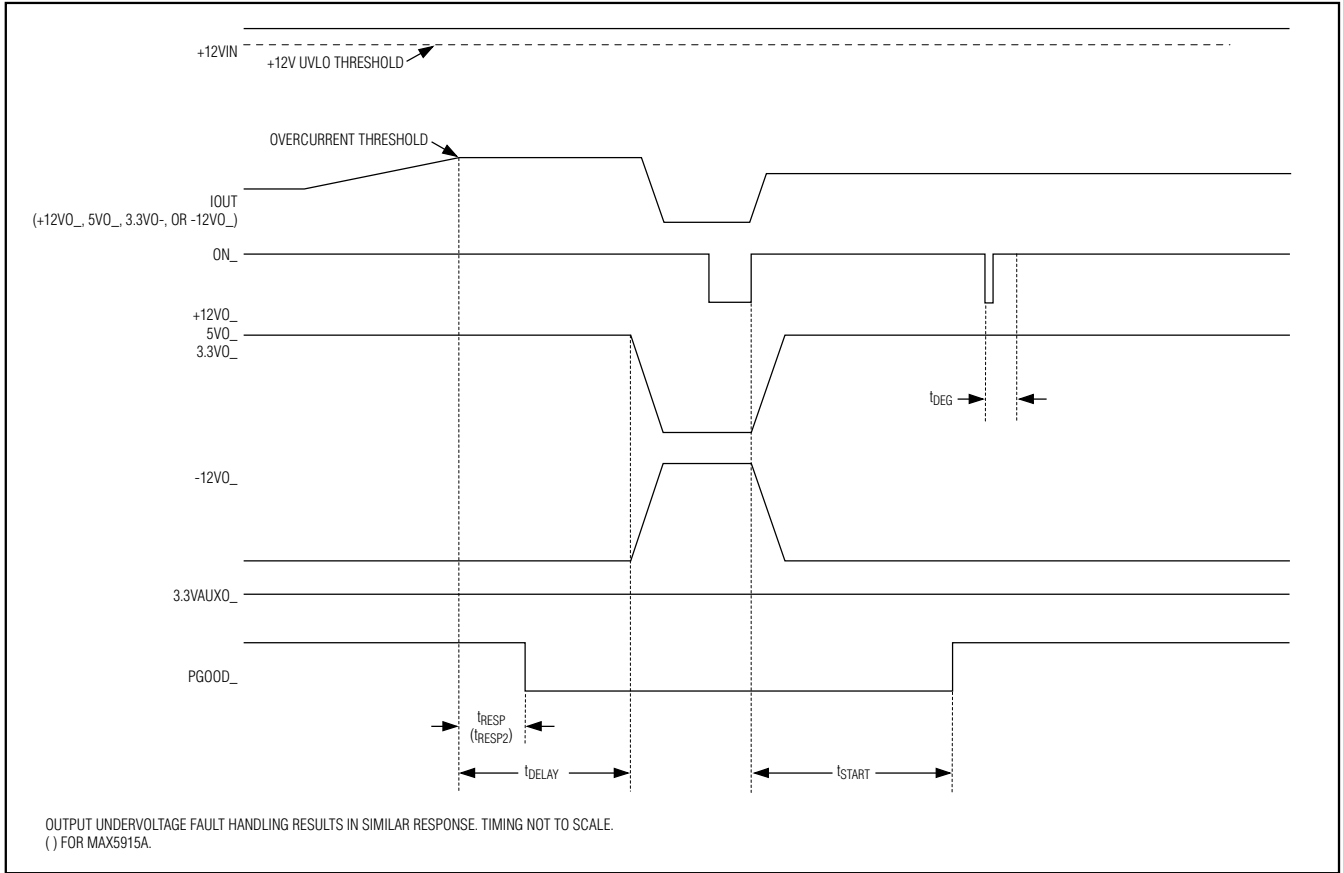 +12VIN
+12V UVLO THRESHOLD
OVERCURRENT THRESHOLD
IOUT
(+12VO_, 5VO_, 3.3VO-, OR -12VO_)
ON_
+12VO_
5VO_
3.3VO_
tDEG
-12VO_
3.3VAUXO_
PGOOD_
tRESP
(tRESP2)
tDELAY
tSTART
OUTPUT UNDERVOLTAGE FAULT HANDLING RESULTS IN SIMILAR RESPONSE. TIMING NOT TO SCALE.
( ) FOR MAX5915A.